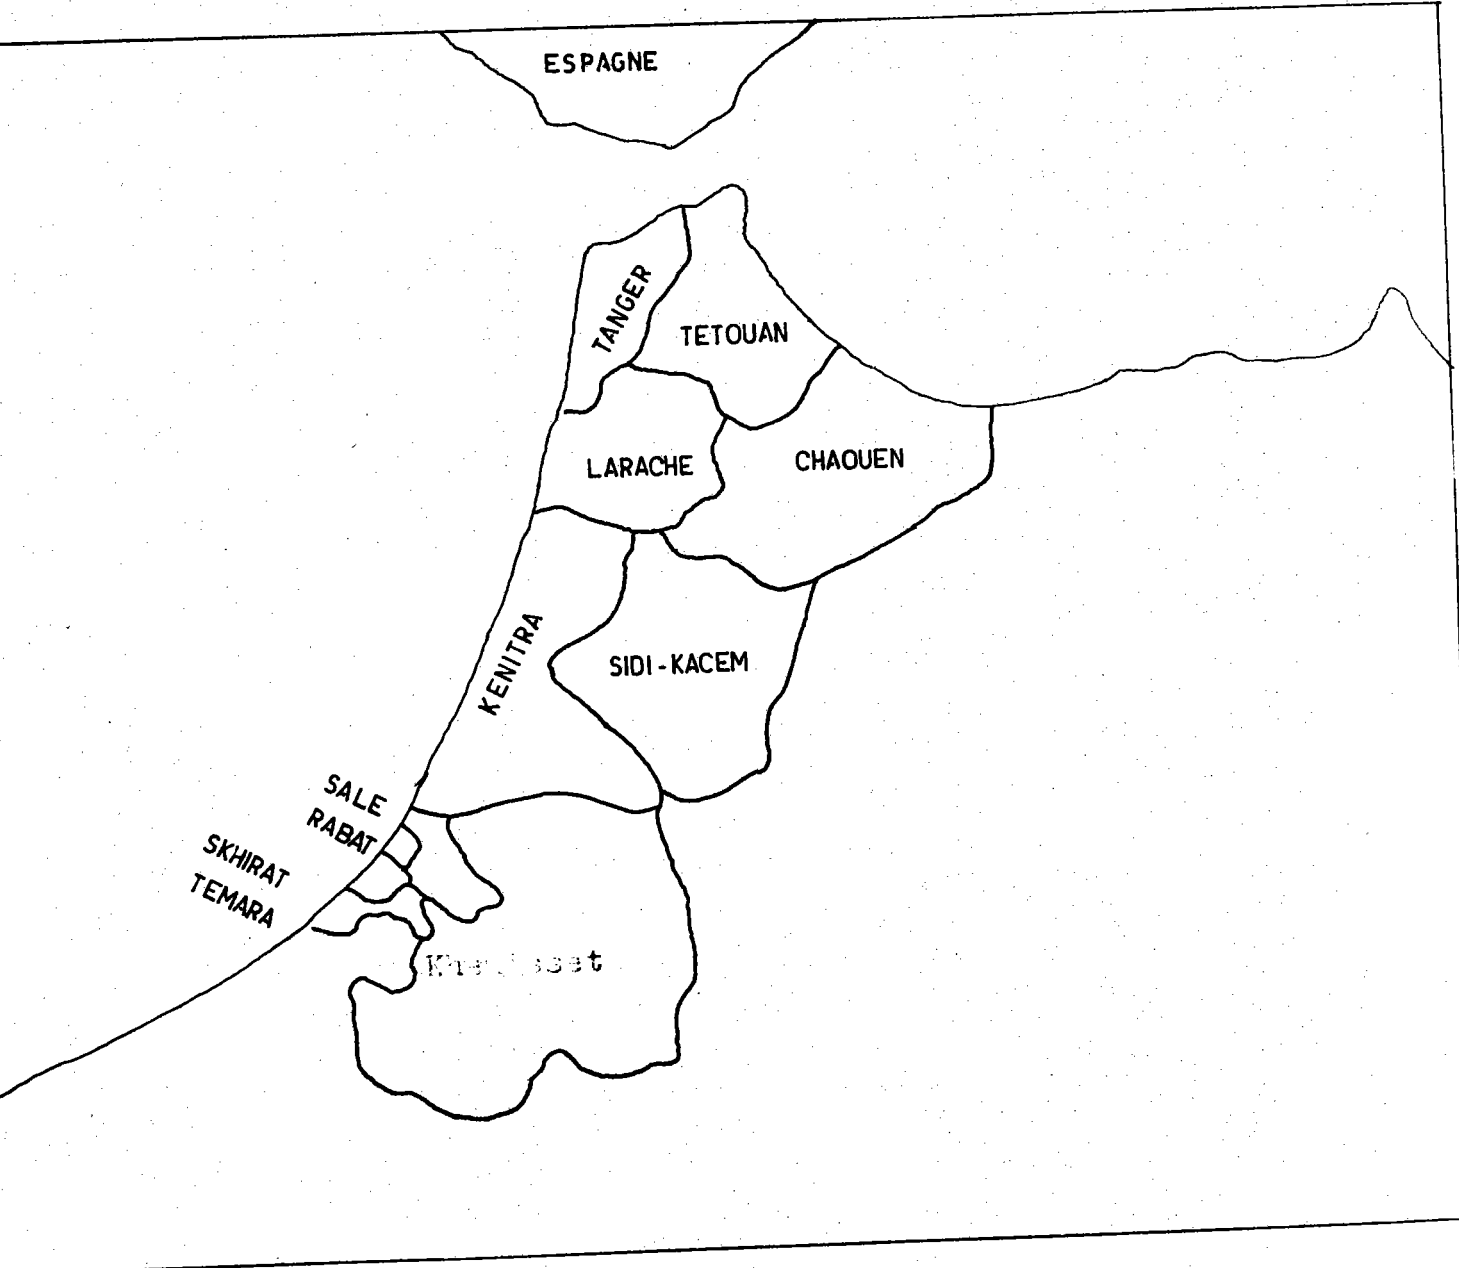 ESPAGNE
TANGER
TETOUAN
LARACHE
CHAOUEN
KENITRA
SIDI-KACEM
SALE
RABAT
SKHIRAT
TEMARA